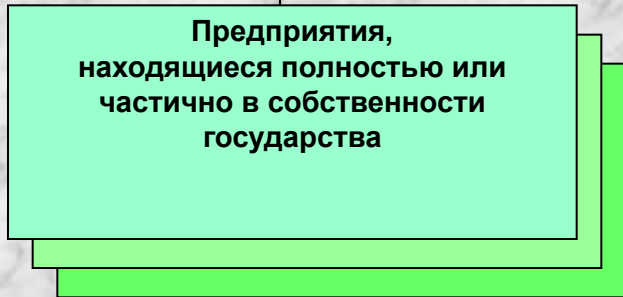 Предприятия,
находящиеся полностью или
частично в собственности
государства